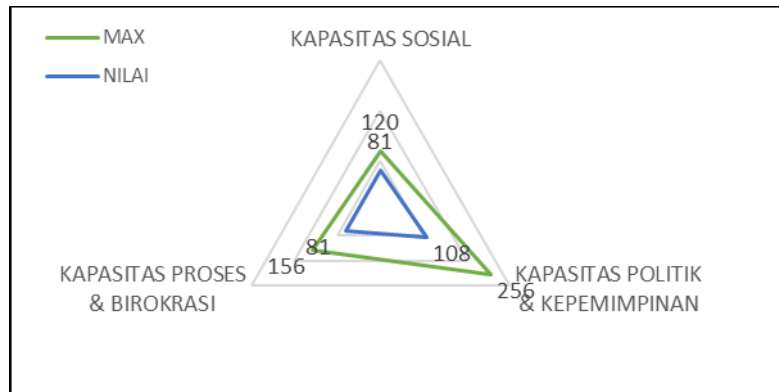 MAX
NILAI
KAPASITAS SOSIAL
120
81
81
156
108
256
KAPASITAS PROSES
& BIROKRASI
KAPASITAS POLITIK
& KEPEMIMPINAN